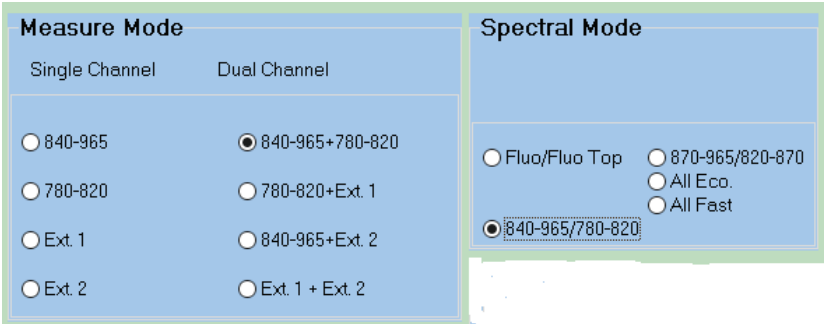 Measure Mode
Single Channel Dual Channel
840-965 840-965+780-820
780-820 780-820+Ext. 1
Ext. 1 840-965+Ext. 2
Ext. 2 Ext. 1 + Ext. 2
Spectral Mode
Fluo/Fluo Top 870-965/820-870
All Eco.
All Fast
840-965/780-820